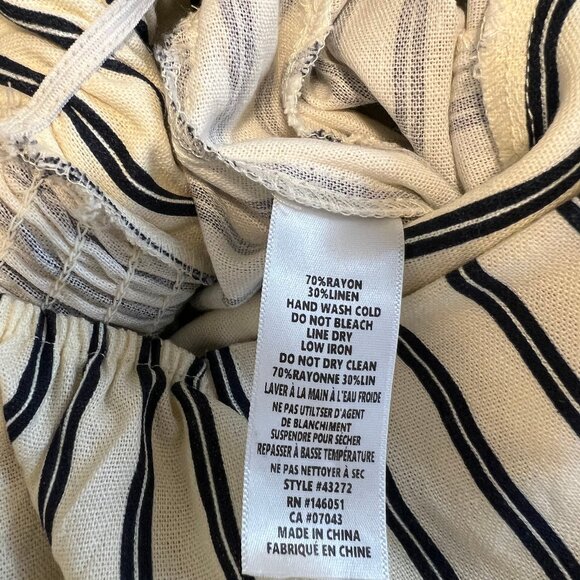 70%RAYON
30%LINEN
HAND WASH COLD
DO NOT BLEACH
LINE DRY
LOW IRON
DO NOT DRY CLEAN
70%RAYONNE 30%LIN
LAVER À LA MAIN À L'EAU FROIDE
NE PAS UTILTSER D'AGENT
DE BLANCHIMENT
SUSPENDRE POUR SÉCHER
REPASSER À BASSE TEMPÉRATURE
NE PAS NETTOYER À SEC
STYLE #43272
RN #146051
CA #07043
MADE IN CHINA
FABRIQUÉ EN CHINE